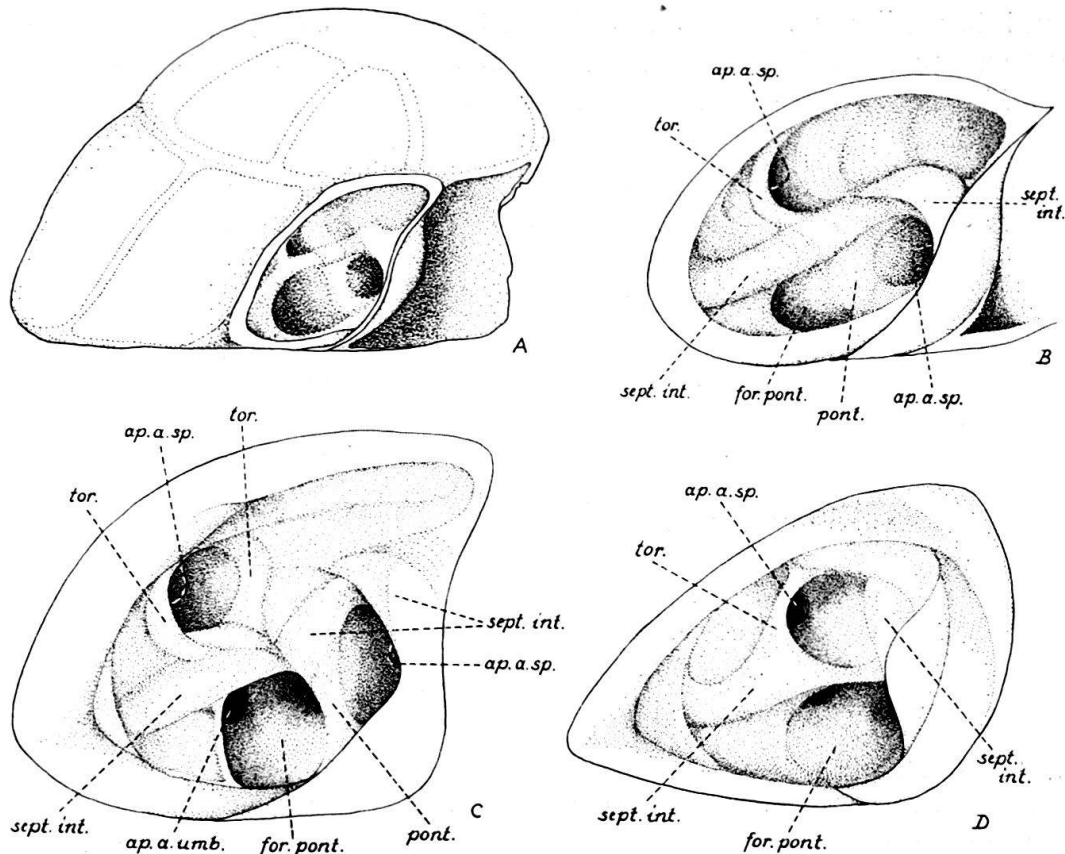 A
ap. a. sp.
tor.
sept.
int.
sept. int.
for. pont.
pont.
ap. a. sp.
B
tor.
ap. a. sp.
tor.
sept. int.
ap. a. sp.
sept. int.
ap. a. umb.
for. pont.
pont.
C
ap. a. sp.
tor.
sept.
int.
sept. int.
for. pont.
D